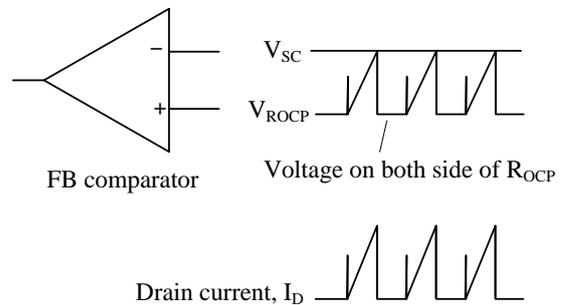 −
V_SC
+
V_ROCP
FB comparator
Voltage on both side of R_OCP
Drain current, I_D